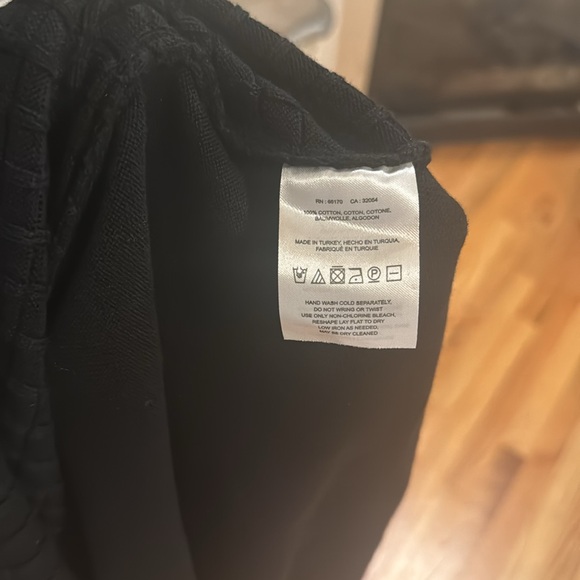 RN : 66170 CA : 32054
100% COTTON, COTON, COTONE,
BAUMWOLLE, ALGODON
MADE IN TURKEY, HECHO EN TURQUIA,
FABRIQUÉ EN TURQUIE
HAND WASH COLD SEPARATELY,
DO NOT WRING OR TWIST
USE ONLY NON-CHLORINE BLEACH,
RESHAPE LAY FLAT TO DRY
LOW IRON AS NEEDED,
MAY BE DRY CLEANED